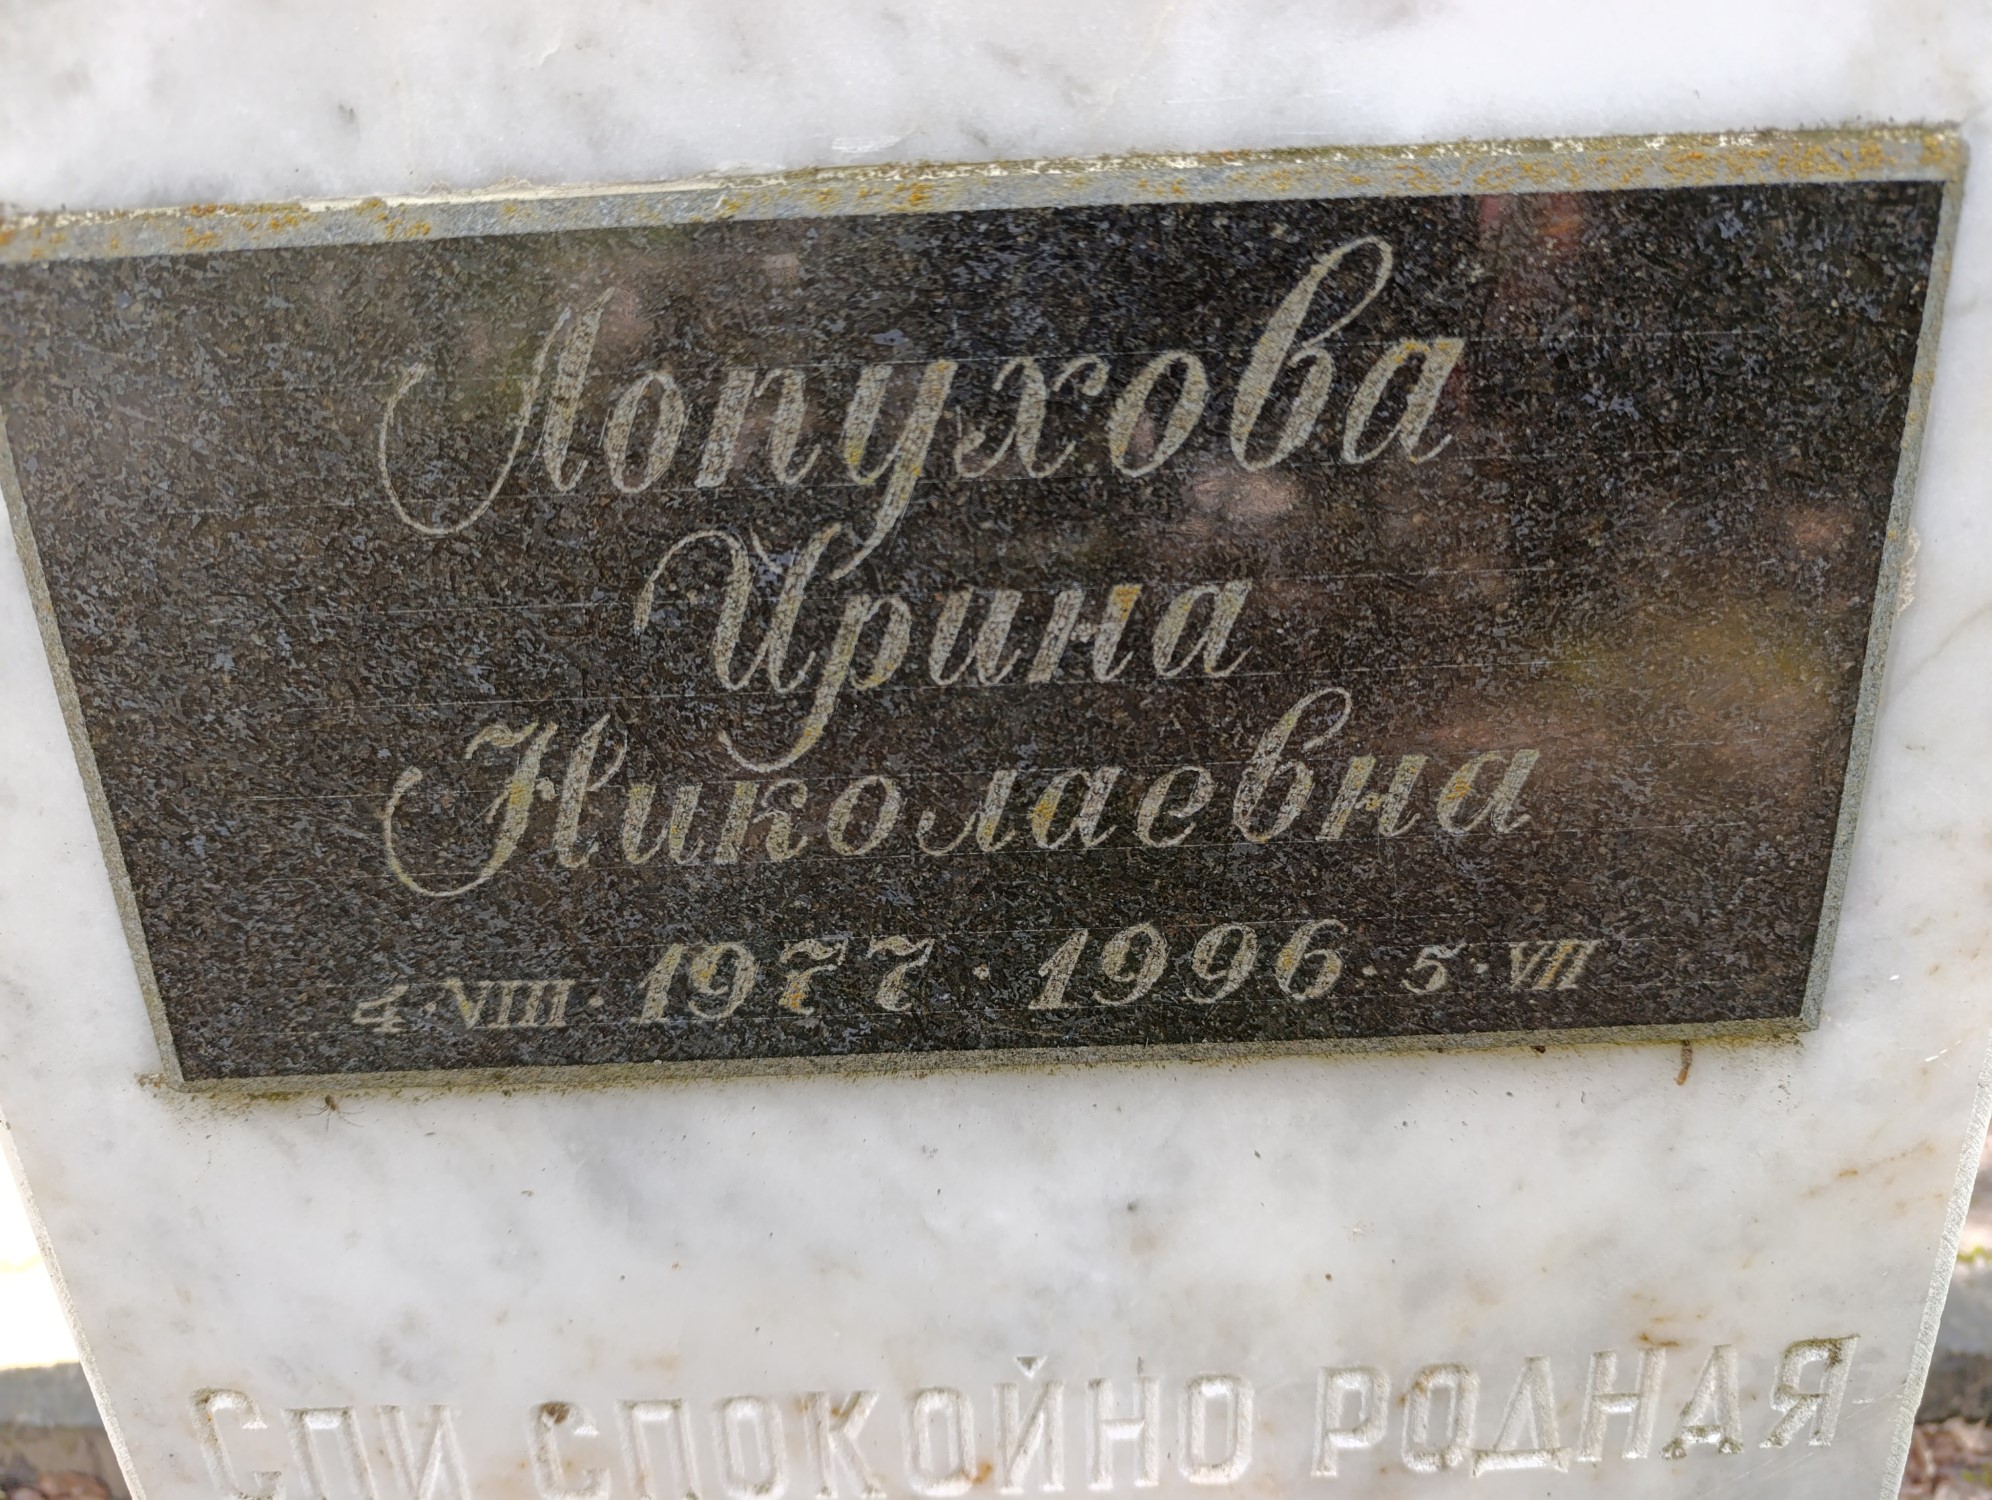 Лопухова
Ирина
Николаевна
4·VIII·1977·1996·5·VII
Спи спокойно родная